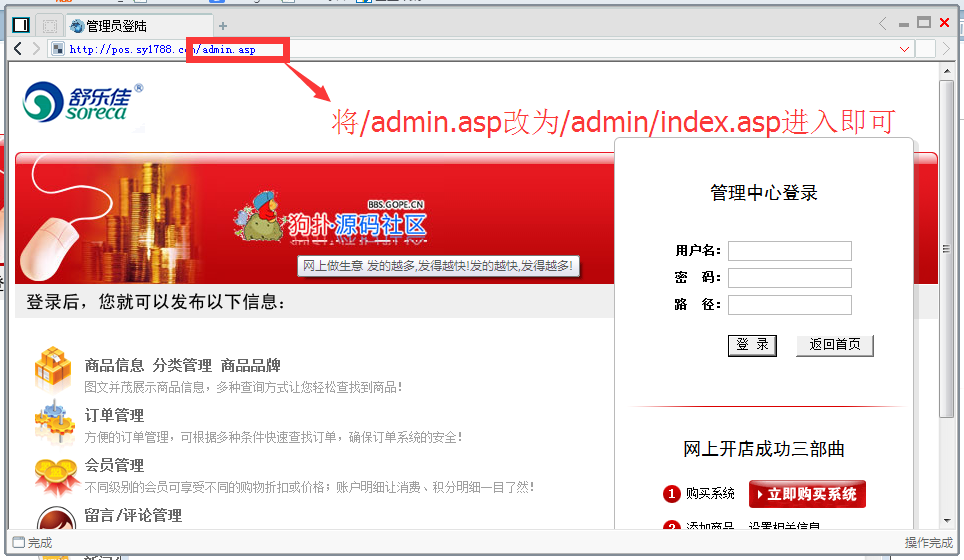 管理员登陆
http://pos.sy1788.com/admin.asp
舒乐佳®
soreca
将/admin.asp改为/admin/index.asp进入即可
BBS.GOPE.CN
狗扑·源码社区
网上做生意 发的越多,发得越快!发的越快,发得越多!
登录后，您就可以发布以下信息：
商品信息 分类管理 商品品牌
图文并茂展示商品信息，多种查询方式让您轻松查找到商品！
订单管理
方便的订单管理，可根据多种条件快速查找订单，确保订单系统的安全！
会员管理
不同级别的会员可享受不同的购物折扣或价格；账户明细让消费、积分明细一目了然！
留言/评论管理
管理中心登录
用户名：
密 码：
路 径：
登 录 返回首页
网上开店成功三部曲
1 购买系统 立即购买系统
2 添加商品、设置相关信息
完成
操作完成